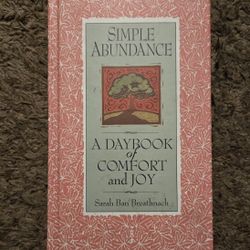 SIMPLE
ABUNDANCE
A DAYBOOK
OF
COMFORT
and JOY
Sarah Ban Breathnach